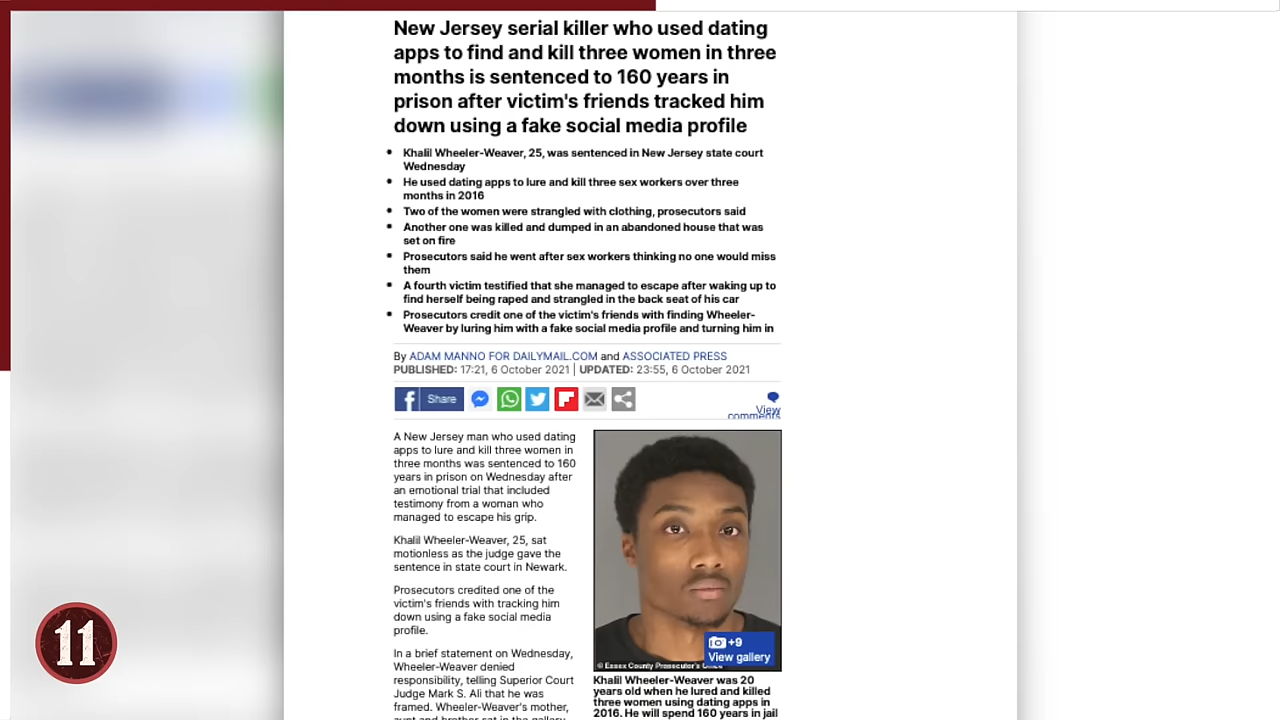 New Jersey serial killer who used dating
apps to find and kill three women in three
months is sentenced to 160 years in
prison after victim's friends tracked him
down using a fake social media profile
Khalil Wheeler-Weaver, 25, was sentenced in New Jersey state court
Wednesday
He used dating apps to lure and kill three sex workers over three
months in 2016
Two of the women were strangled with clothing, prosecutors said
Another one was killed and dumped in an abandoned house that was
set on fire
Prosecutors said he went after sex workers thinking no one would miss
them
A fourth victim testified that she managed to escape after waking up to
find herself being raped and strangled in the back seat of his car
Prosecutors credit one of the victim's friends with finding Wheeler-
Weaver by luring him with a fake social media profile and turning him in
By ADAM MANNO FOR DAILYMAIL.COM and ASSOCIATED PRESS
PUBLISHED: 17:21, 6 October 2021 | UPDATED: 23:55, 6 October 2021
Share
View
comments
A New Jersey man who used dating
apps to lure and kill three women in
three months was sentenced to 160
years in prison on Wednesday after
an emotional trial that included
testimony from a woman who
managed to escape his grip.
Khalil Wheeler-Weaver, 25, sat
motionless as the judge gave the
sentence in state court in Newark.
Prosecutors credited one of the
victim's friends with tracking him
down using a fake social media
profile.
In a brief statement on Wednesday,
Wheeler-Weaver denied
responsibility, telling Superior Court
Judge Mark S. Ali that he was
framed. Wheeler-Weaver's mother,
aunt and brother sat in the gallery
+9
View gallery
© Essex County Prosecutor's Office
Khalil Wheeler-Weaver was 20
years old when he lured and killed
three women using dating apps in
2016. He will spend 160 years in jail
11